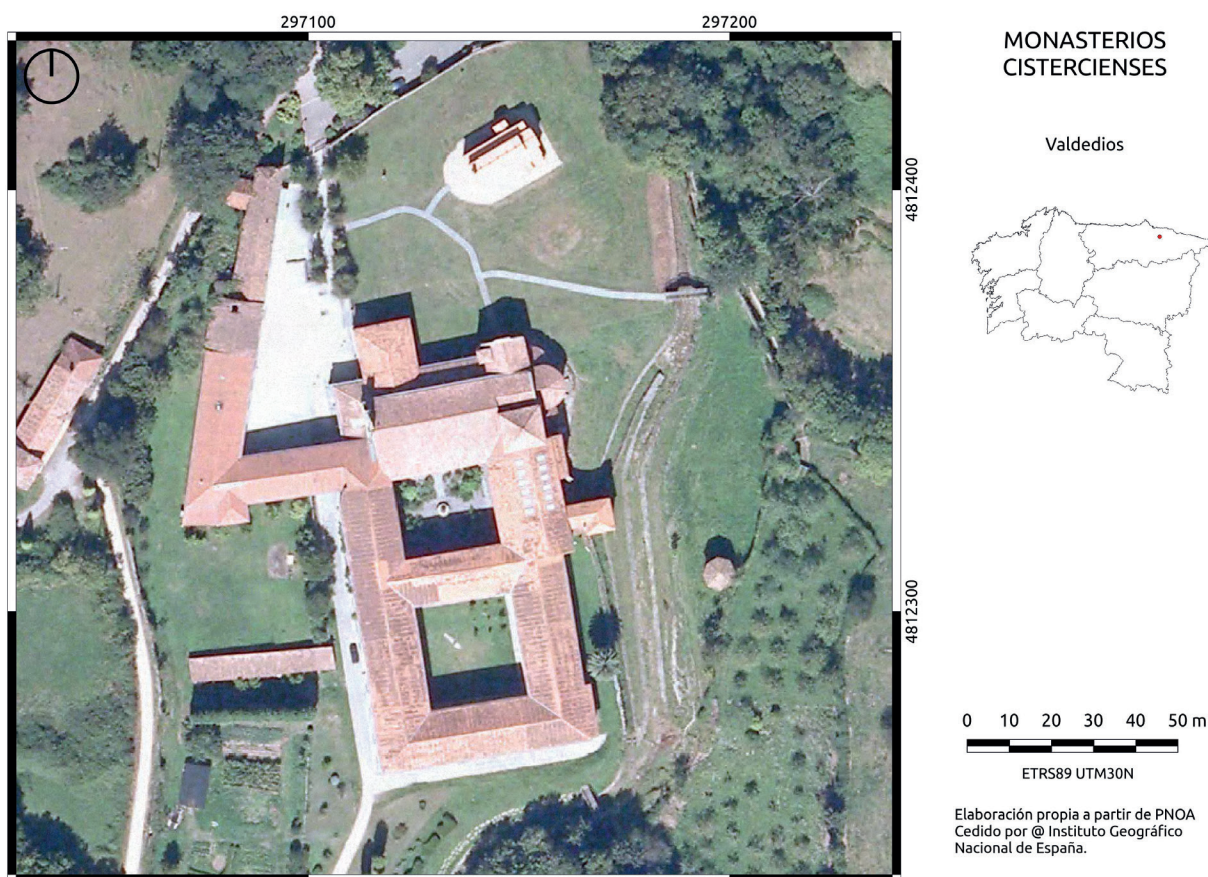 297100
297200
4812400
4812300
MONASTERIOS
CISTERCIENSES
Valdedios
0 10 20 30 40 50 m
ETRS89 UTM30N
Elaboración propia a partir de PNOA
Cedido por @ Instituto Geográfico
Nacional de España.